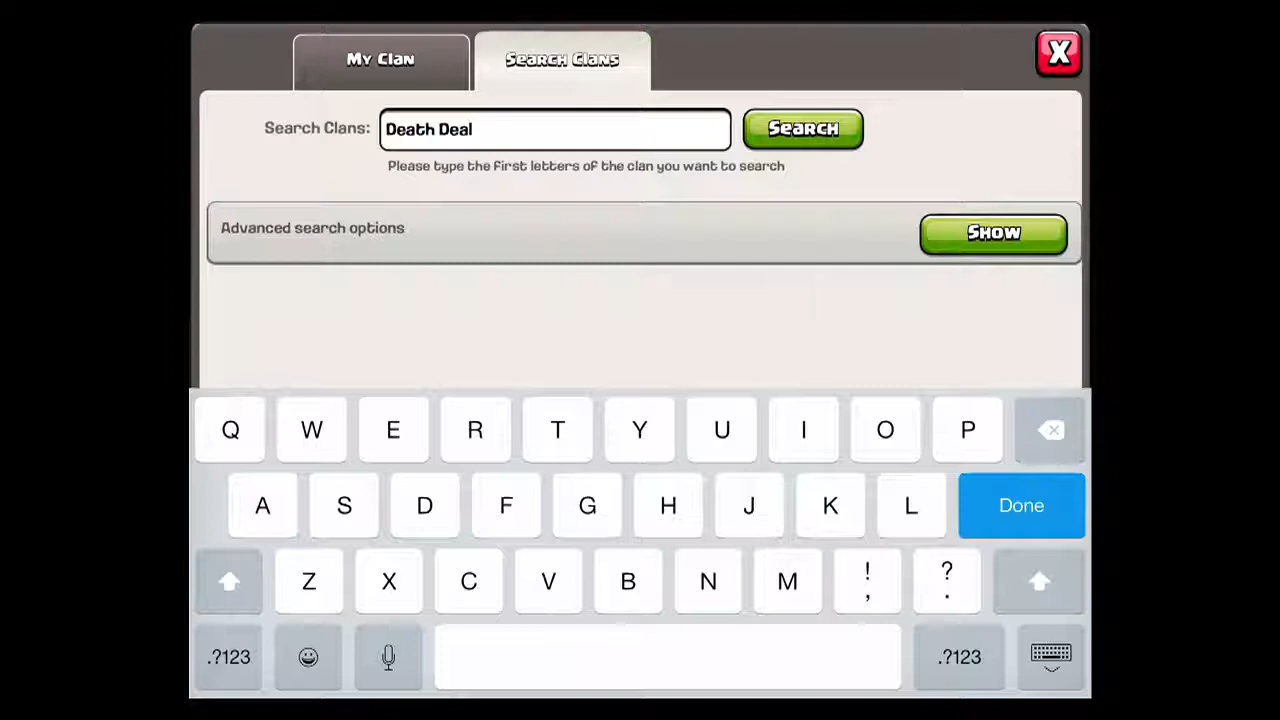 My Clan
Search Clans
X
Search Clans:
Death Deal
Search
Please type the first letters of the clan you want to search
Advanced search options
Show
Q W E R T Y U I O P
A S D F G H J K L Done
Z X C V B N M ! , ? .
.?123 .?123